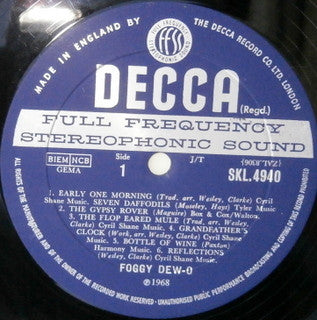 MADE IN ENGLAND BY THE DECCA RECORD CO. LTD. LONDON
FULL FREQUENCY
FFSS
STEREOPHONIC SOUND
DECCA
(Regd.)
FULL FREQUENCY
STEREOPHONIC SOUND
BIEM NCB
GEMA
Side
1
J/T
SKL.4940
1. EARLY ONE MORNING (Trad. arr. Wesley, Clarke) Cyril
Shane Music. SEVEN DAFFODILS (Moseley, Hays) Tyler Music
2. THE GYPSY ROVER (Maguire) Box & Cox/Walton.
3. THE FLOP EARED MULE (Trad. arr. Wesley, Clarke)
Cyril Shane Music. 4. GRANDFATHER'S
CLOCK (Work, arr. Wesley, Clarke) Cyril Shane
Music. 5. BOTTLE OF WINE (Paxton)
Harmony Music 6. REFLECTIONS
(Wesley, Clarke) Cyril Shane Music.
FOGGY DEW-O
℗1968
ALL RIGHTS OF THE MANUFACTURER AND OF THE OWNER OF THE RECORDED WORK RESERVED · UNAUTHORISED PUBLIC PERFORMANCE BROADCASTING AND COPYING OF THIS RECORD PROHIBITED